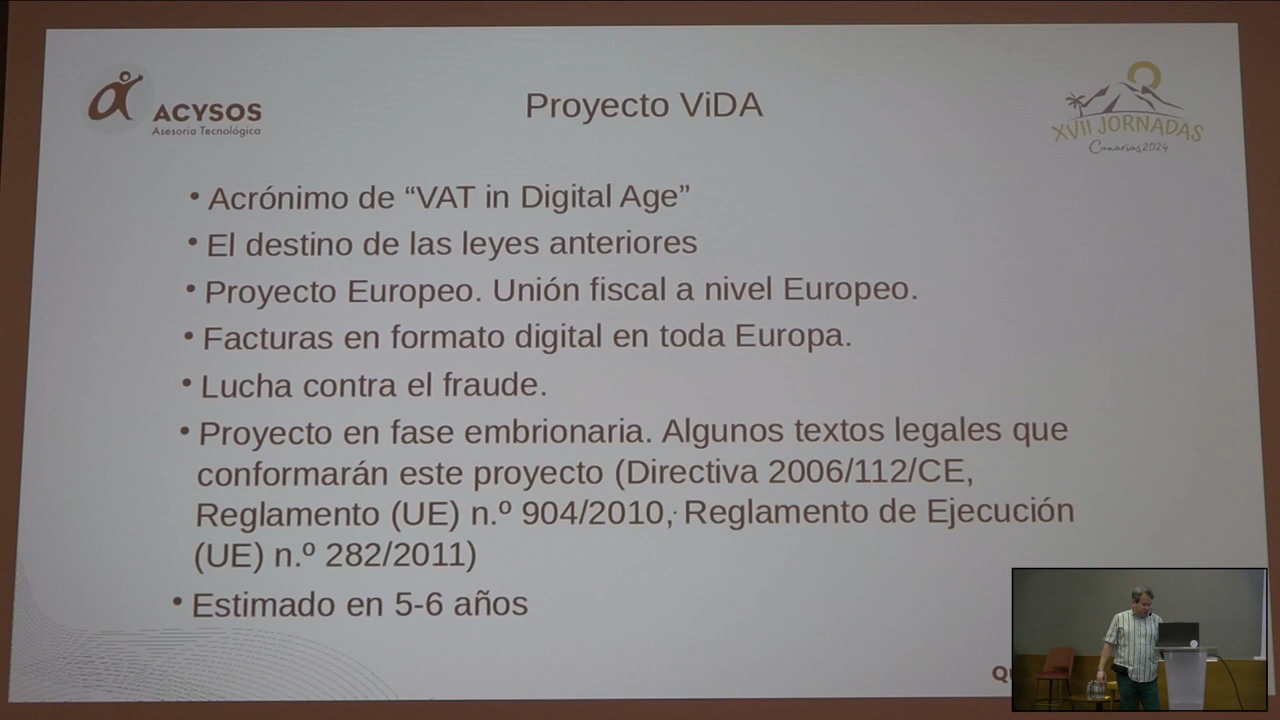 ACYSOS
Asesoría Tecnológica
Proyecto ViDA
XVII JORNADAS
Canarias 2024
• Acrónimo de “VAT in Digital Age”
• El destino de las leyes anteriores
• Proyecto Europeo. Unión fiscal a nivel Europeo.
• Facturas en formato digital en toda Europa.
• Lucha contra el fraude.
• Proyecto en fase embrionaria. Algunos textos legales que
conformarán este proyecto (Directiva 2006/112/CE,
Reglamento (UE) n.º 904/2010, Reglamento de Ejecución
(UE) n.º 282/2011)
• Estimado en 5-6 años